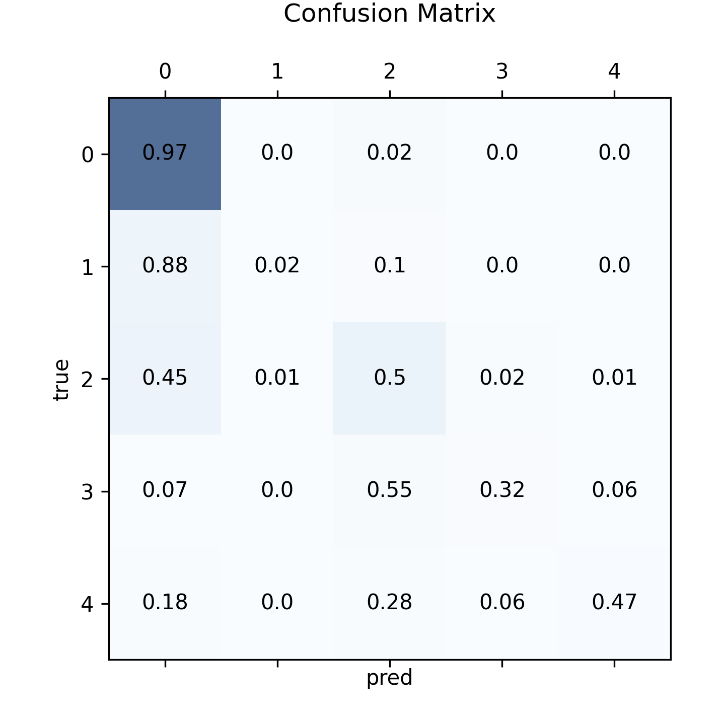 Confusion Matrix
0 1 2 3 4
0 0.97 0.0 0.02 0.0 0.0
1 0.88 0.02 0.1 0.0 0.0
true
2 0.45 0.01 0.5 0.02 0.01
3 0.07 0.0 0.55 0.32 0.06
4 0.18 0.0 0.28 0.06 0.47
pred